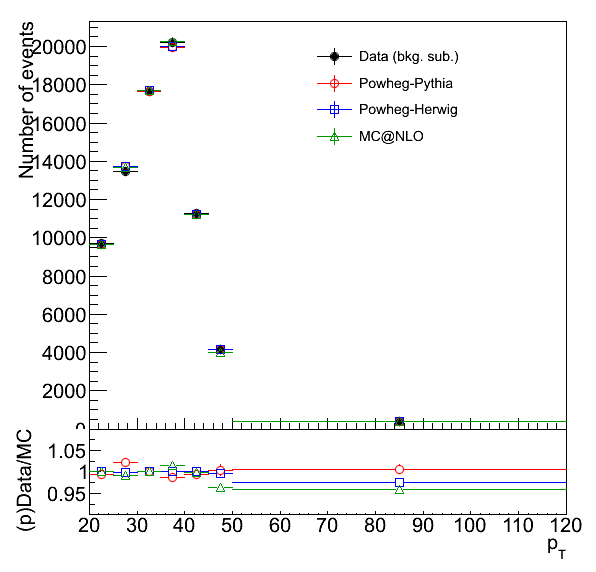 Number of events
20000
18000
16000
14000
12000
10000
8000
6000
4000
2000
0
Data (bkg. sub.)
Powheg-Pythia
Powheg-Herwig
MC@NLO
(p)Data/MC
1.05
1
0.95
20 30 40 50 60 70 80 90 100 110 120
pT